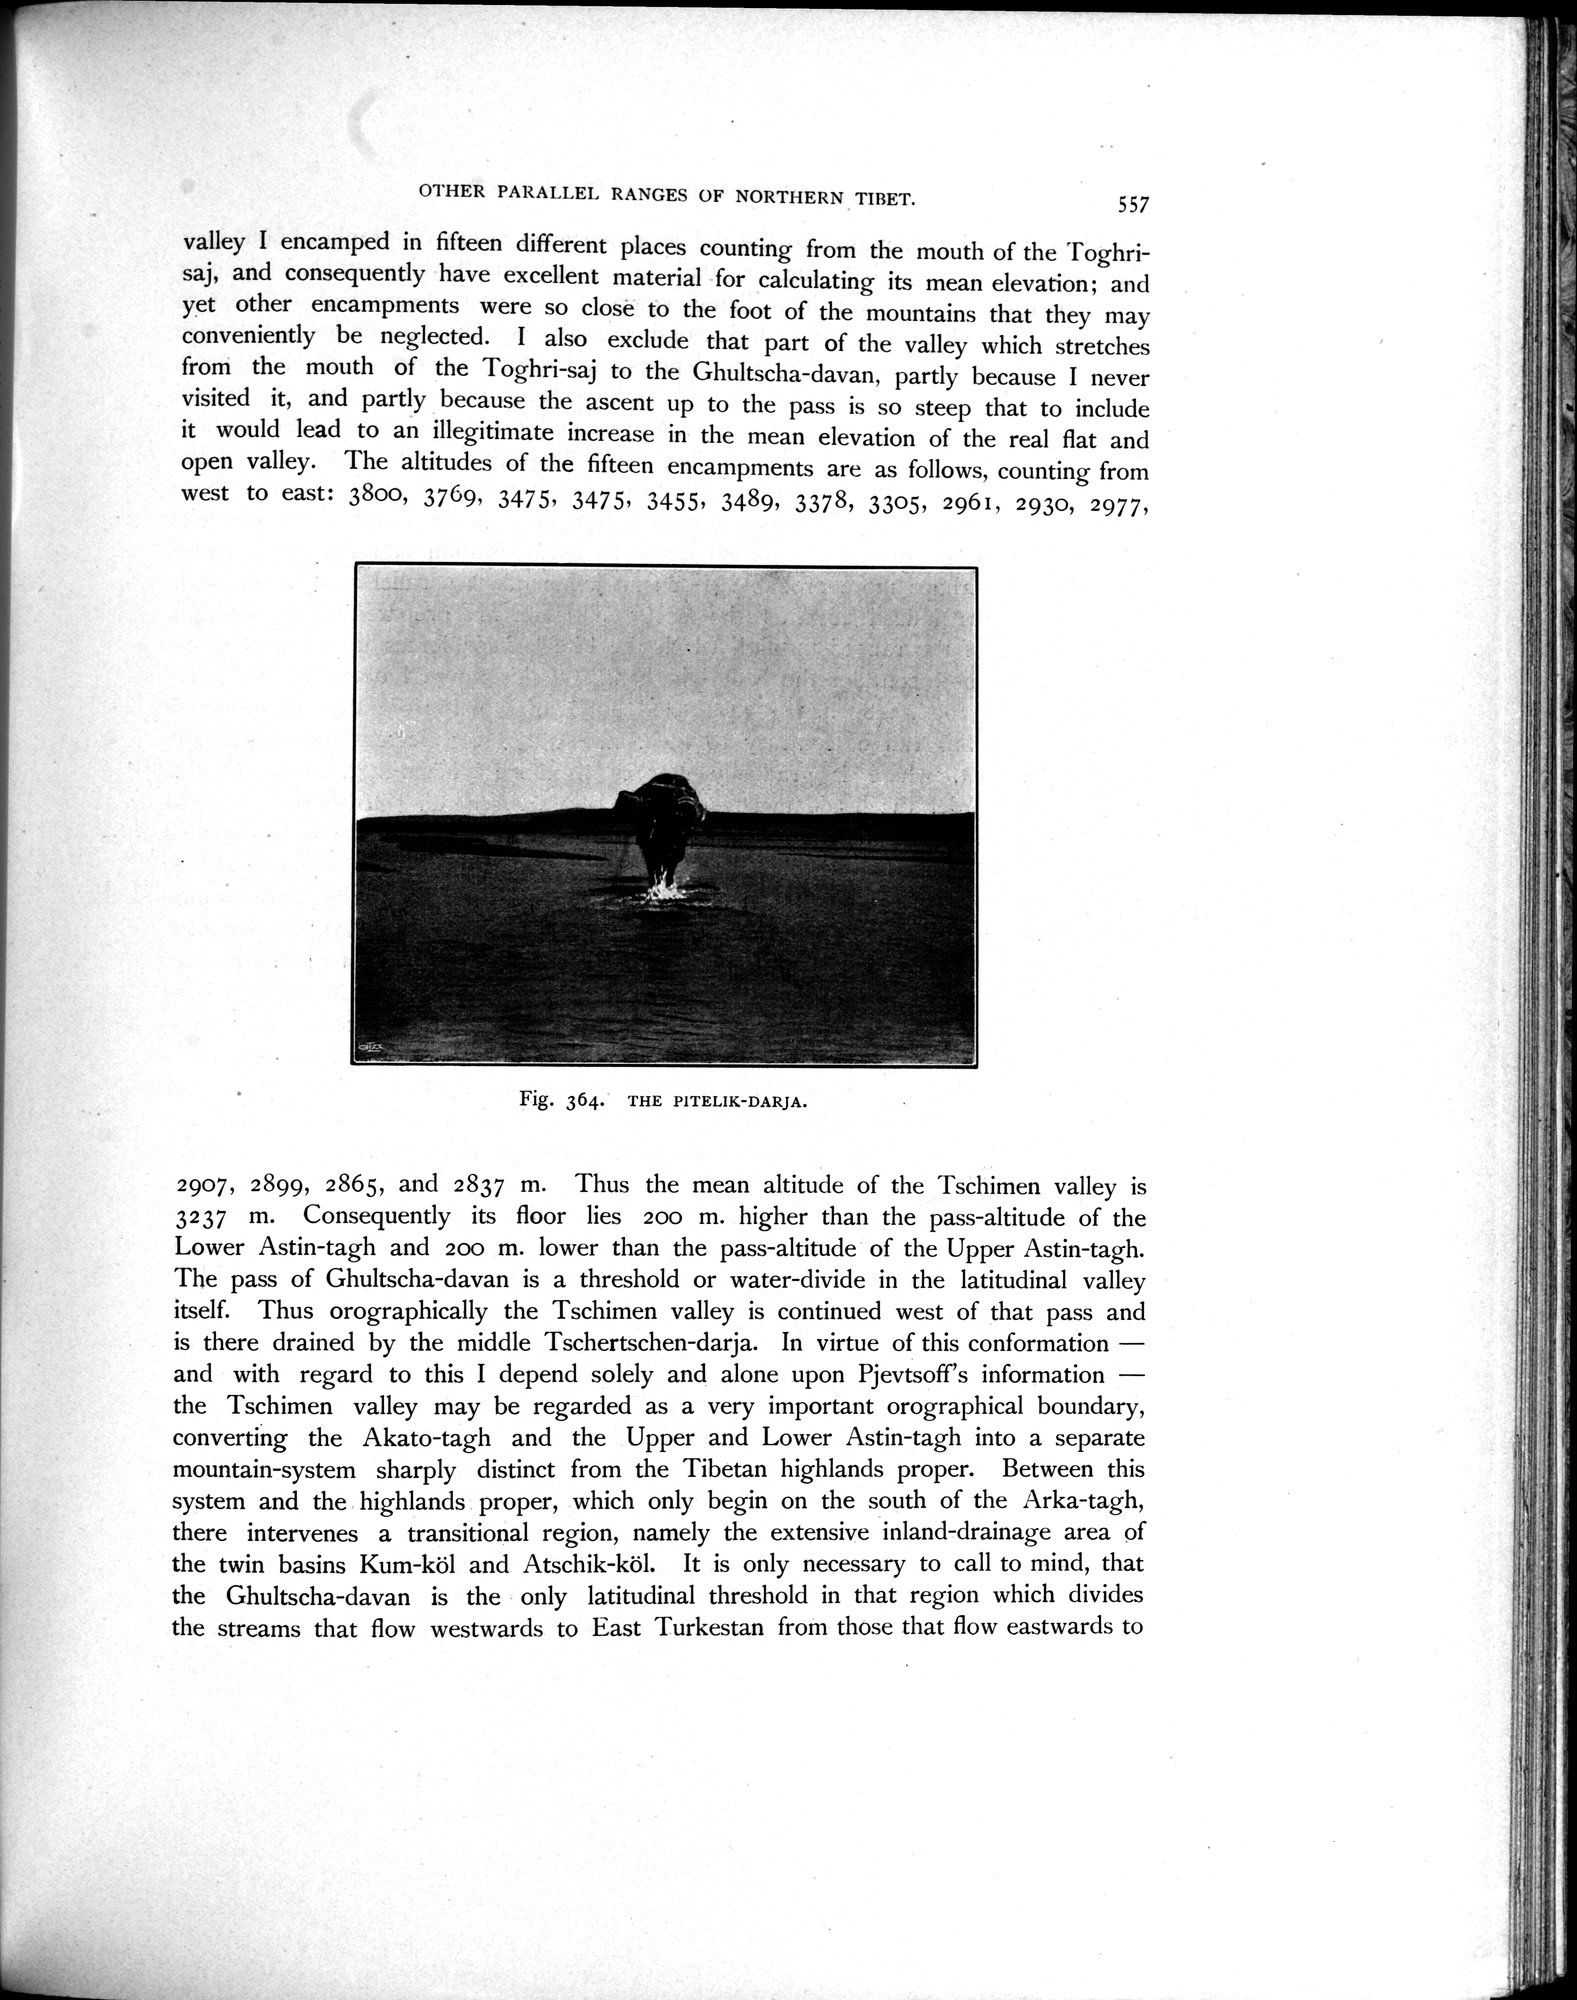 OTHER PARALLEL RANGES OF NORTHERN TIBET.
557
valley I encamped in fifteen different places counting from the mouth of the Toghri-
saj, and consequently have excellent material for calculating its mean elevation; and
yet other encampments were so close to the foot of the mountains that they may
conveniently be neglected. I also exclude that part of the valley which stretches
from the mouth of the Toghri-saj to the Ghultscha-davan, partly because I never
visited it, and partly because the ascent up to the pass is so steep that to include
it would lead to an illegitimate increase in the mean elevation of the real flat and
open valley. The altitudes of the fifteen encampments are as follows, counting from
west to east: 3800, 3769, 3475, 3475, 3455, 3489, 3378, 3305, 2961, 2930, 2977,
Fig. 364. THE PITELIK-DARJA.
2907, 2899, 2865, and 2837 m. Thus the mean altitude of the Tschimen valley is
3237 m. Consequently its floor lies 200 m. higher than the pass-altitude of the
Lower Astin-tagh and 200 m. lower than the pass-altitude of the Upper Astin-tagh.
The pass of Ghultscha-davan is a threshold or water-divide in the latitudinal valley
itself. Thus orographically the Tschimen valley is continued west of that pass and
is there drained by the middle Tschertschen-darja. In virtue of this conformation —
and with regard to this I depend solely and alone upon Pjevtsoff's information —
the Tschimen valley may be regarded as a very important orographical boundary,
converting the Akato-tagh and the Upper and Lower Astin-tagh into a separate
mountain-system sharply distinct from the Tibetan highlands proper. Between this
system and the highlands proper, which only begin on the south of the Arka-tagh,
there intervenes a transitional region, namely the extensive inland-drainage area of
the twin basins Kum-köl and Atschik-köl. It is only necessary to call to mind, that
the Ghultscha-davan is the only latitudinal threshold in that region which divides
the streams that flow westwards to East Turkestan from those that flow eastwards to